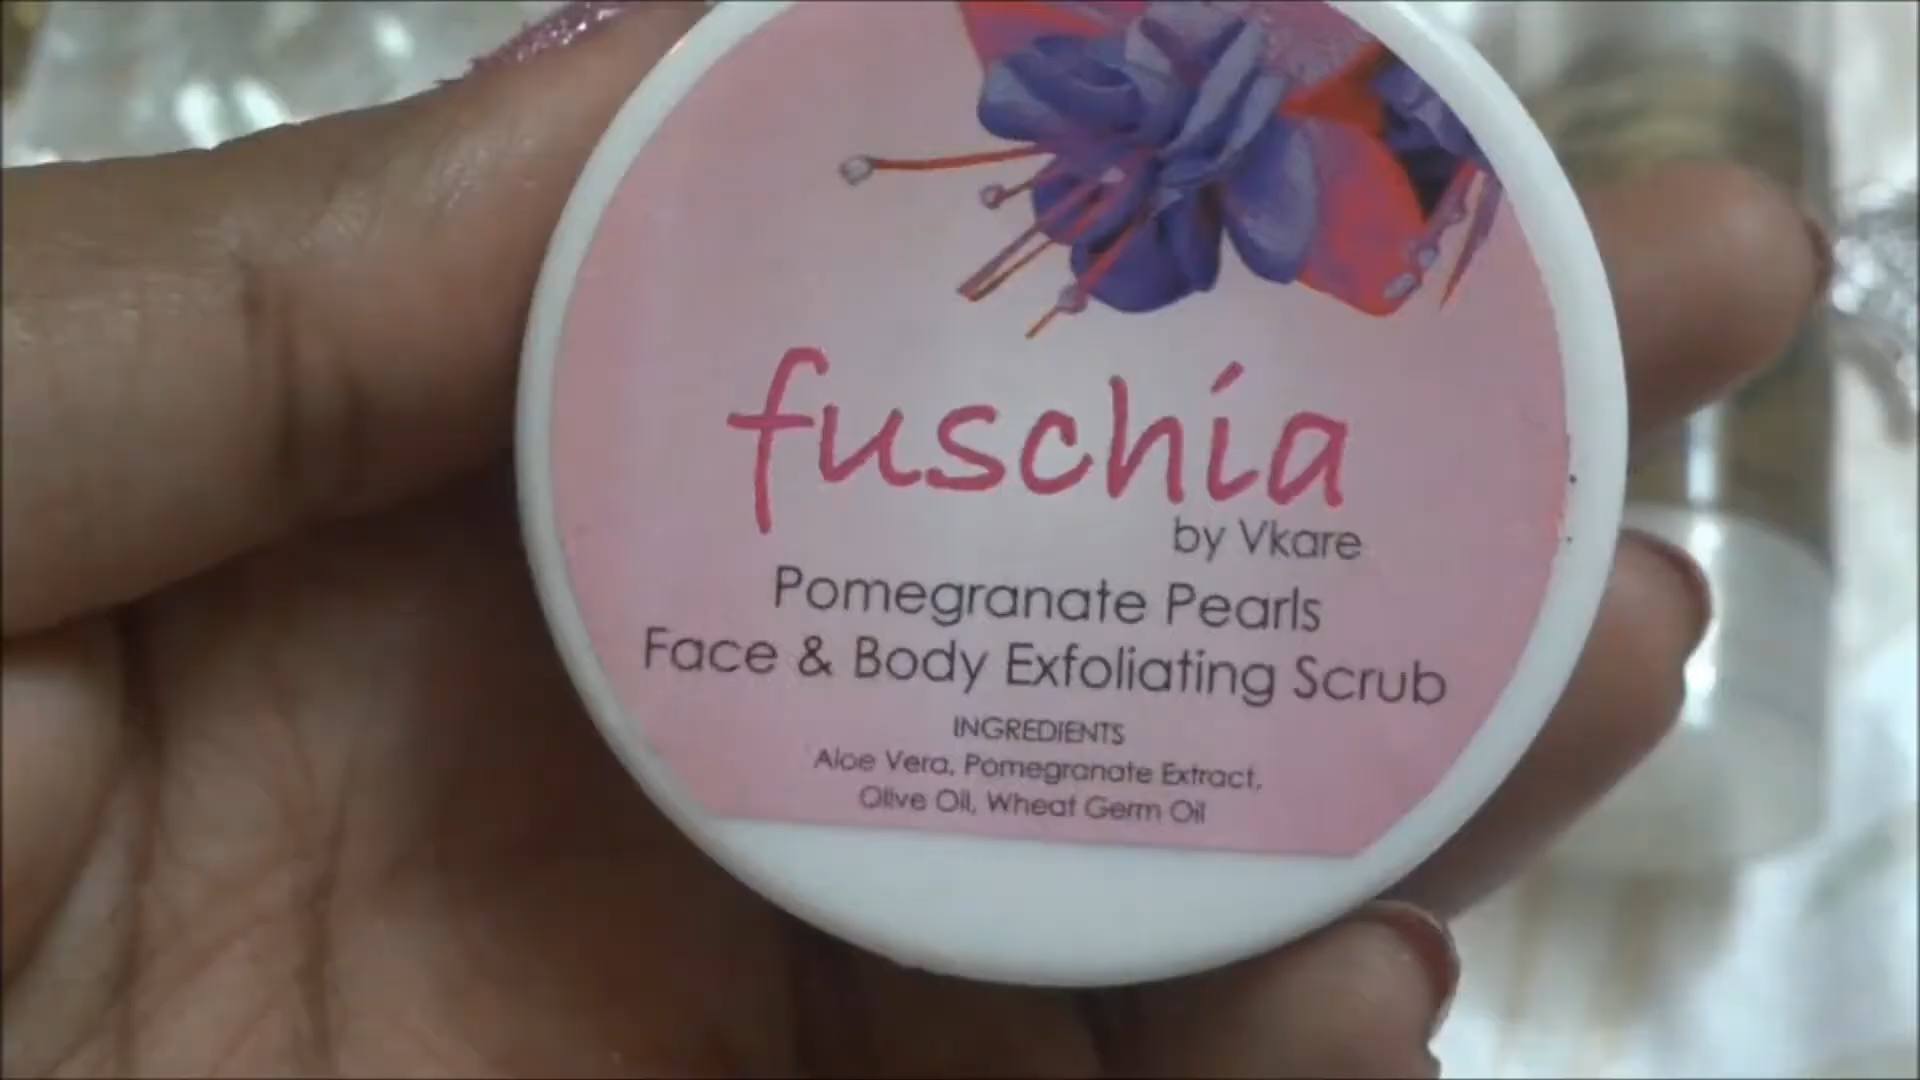 fuschia
by Vkare
Pomegranate Pearls
Face & Body Exfoliating Scrub
INGREDIENTS
Aloe Vera, Pomegranate Extract,
Olive Oil, Wheat Germ Oil